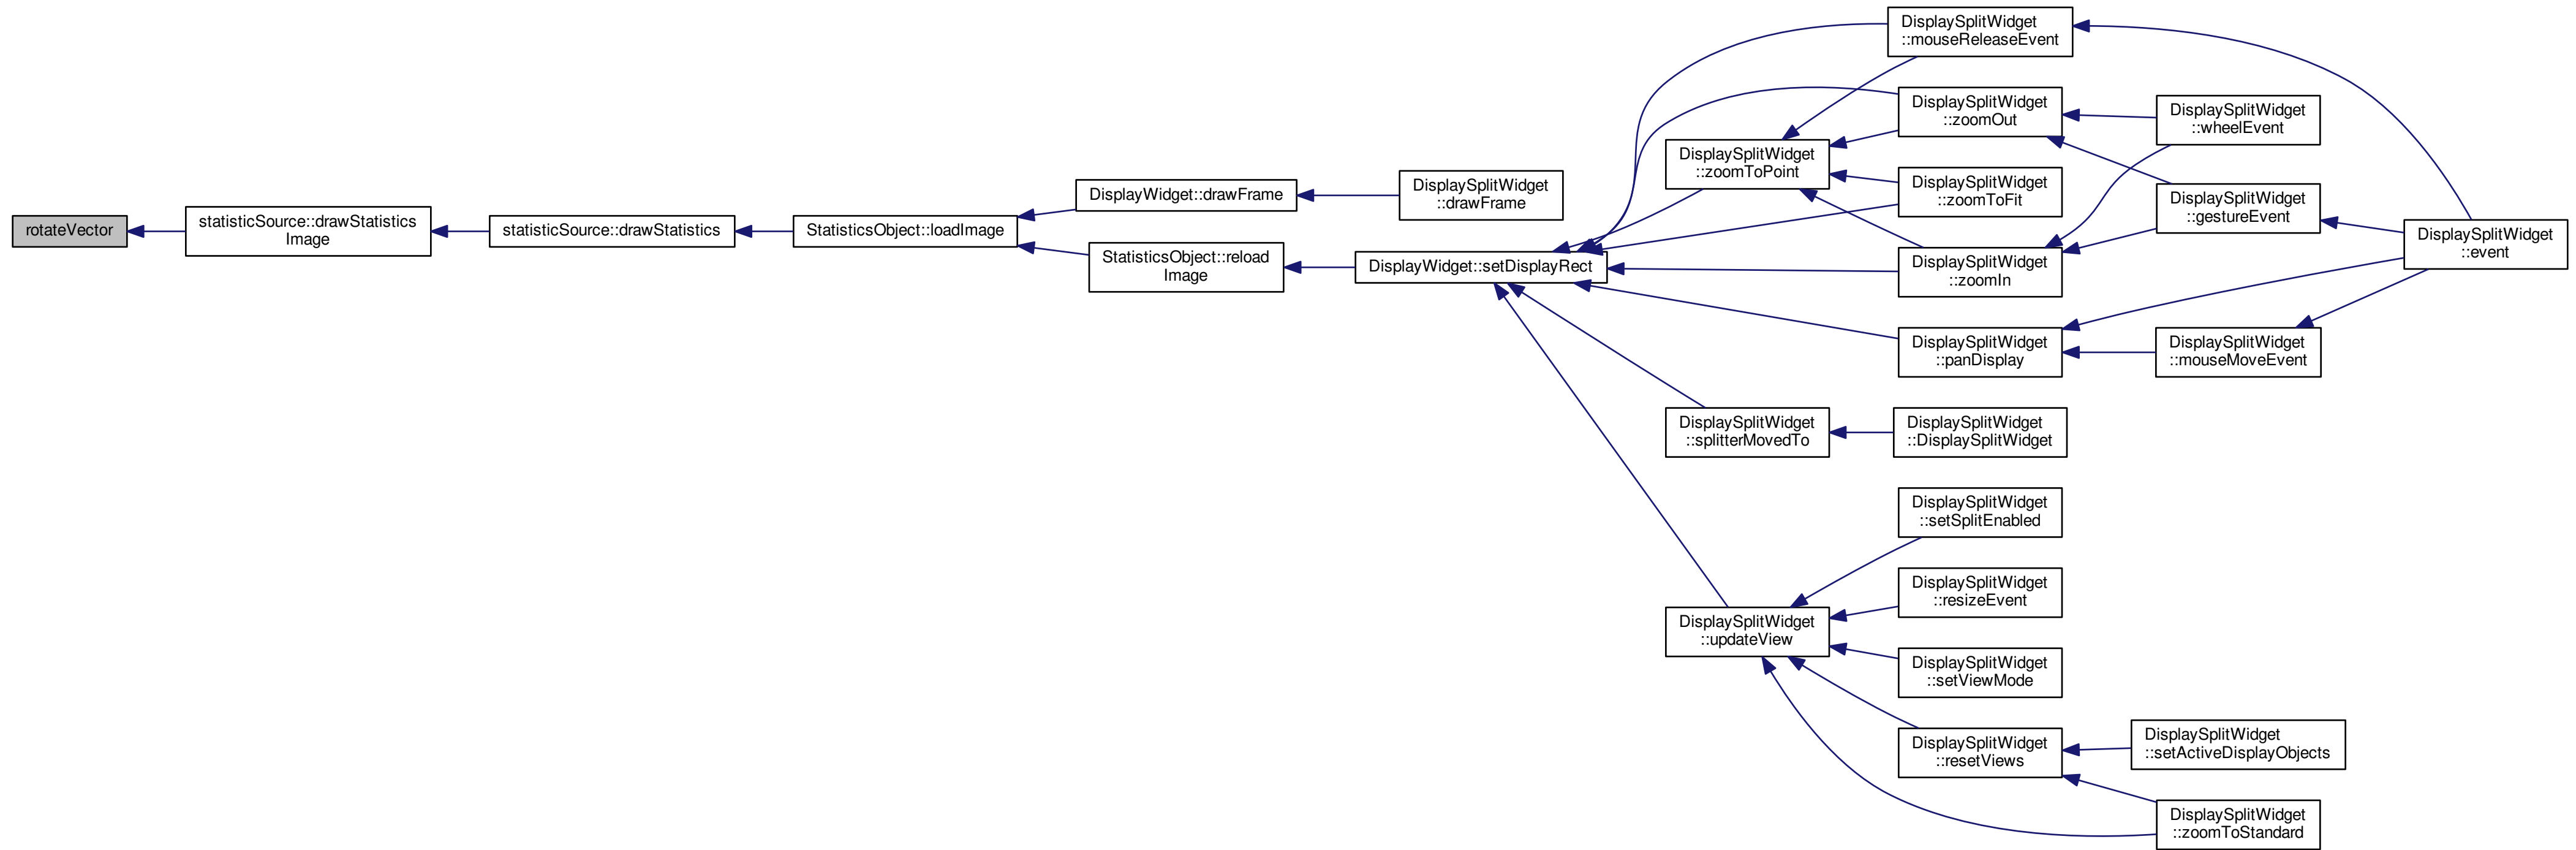 rotateVector
statisticSource::drawStatistics
Image
statisticSource::drawStatistics
StatisticsObject::loadImage
DisplayWidget::drawFrame
StatisticsObject::reload
Image
DisplaySplitWidget
::drawFrame
DisplayWidget::setDisplayRect
DisplaySplitWidget
::zoomToPoint
DisplaySplitWidget
::splitterMovedTo
DisplaySplitWidget
::updateView
DisplaySplitWidget
::mouseReleaseEvent
DisplaySplitWidget
::zoomOut
DisplaySplitWidget
::zoomToFit
DisplaySplitWidget
::zoomIn
DisplaySplitWidget
::panDisplay
DisplaySplitWidget
::DisplaySplitWidget
DisplaySplitWidget
::setSplitEnabled
DisplaySplitWidget
::resizeEvent
DisplaySplitWidget
::setViewMode
DisplaySplitWidget
::resetViews
DisplaySplitWidget
::wheelEvent
DisplaySplitWidget
::gestureEvent
DisplaySplitWidget
::mouseMoveEvent
DisplaySplitWidget
::setActiveDisplayObjects
DisplaySplitWidget
::zoomToStandard
DisplaySplitWidget
::event